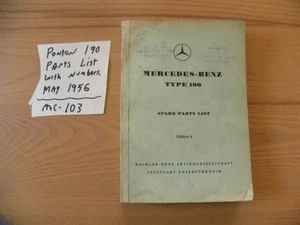 PONTON 190
PARTS LIST
WITH NUMBERS.
MAY 1956
MC-103
MERCEDES-BENZ
TYPE 190
SPARE PARTS LIST
Edition A
DAIMLER-BENZ AKTIENGESELLSCHAFT
STUTTGART-UNTERTÜRKHEIM